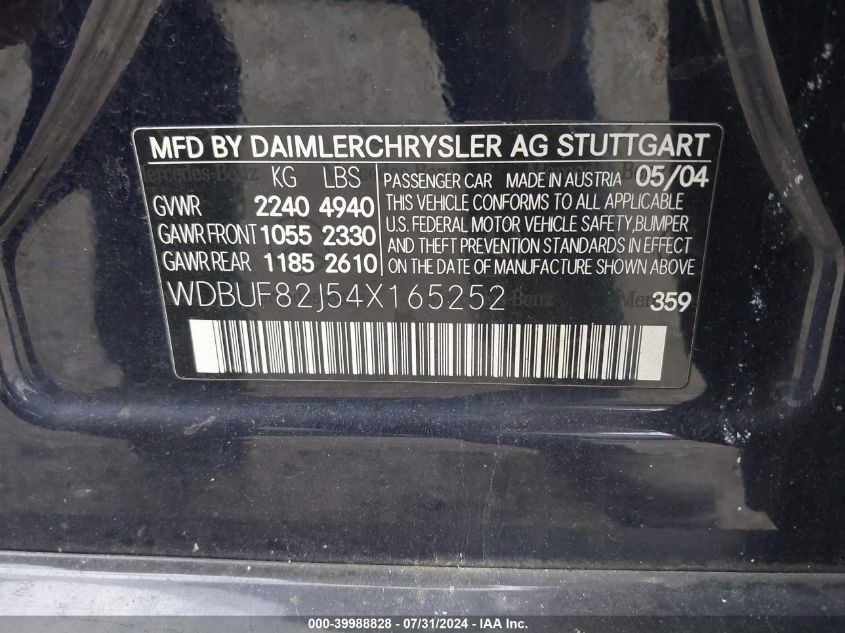 MFD BY DAIMLERCHRYSLER AG STUTTGART
KG LBS
GVWR 2240 4940
GAWR FRONT 1055 2330
GAWR REAR 1185 2610
PASSENGER CAR MADE IN AUSTRIA 05/04
THIS VEHICLE CONFORMS TO ALL APPLICABLE
U.S. FEDERAL MOTOR VEHICLE SAFETY,BUMPER
AND THEFT PREVENTION STANDARDS IN EFFECT
ON THE DATE OF MANUFACTURE SHOWN ABOVE.
WDBUF82J54X165252 359
000-39988828 - 07/31/2024 - IAA Inc.